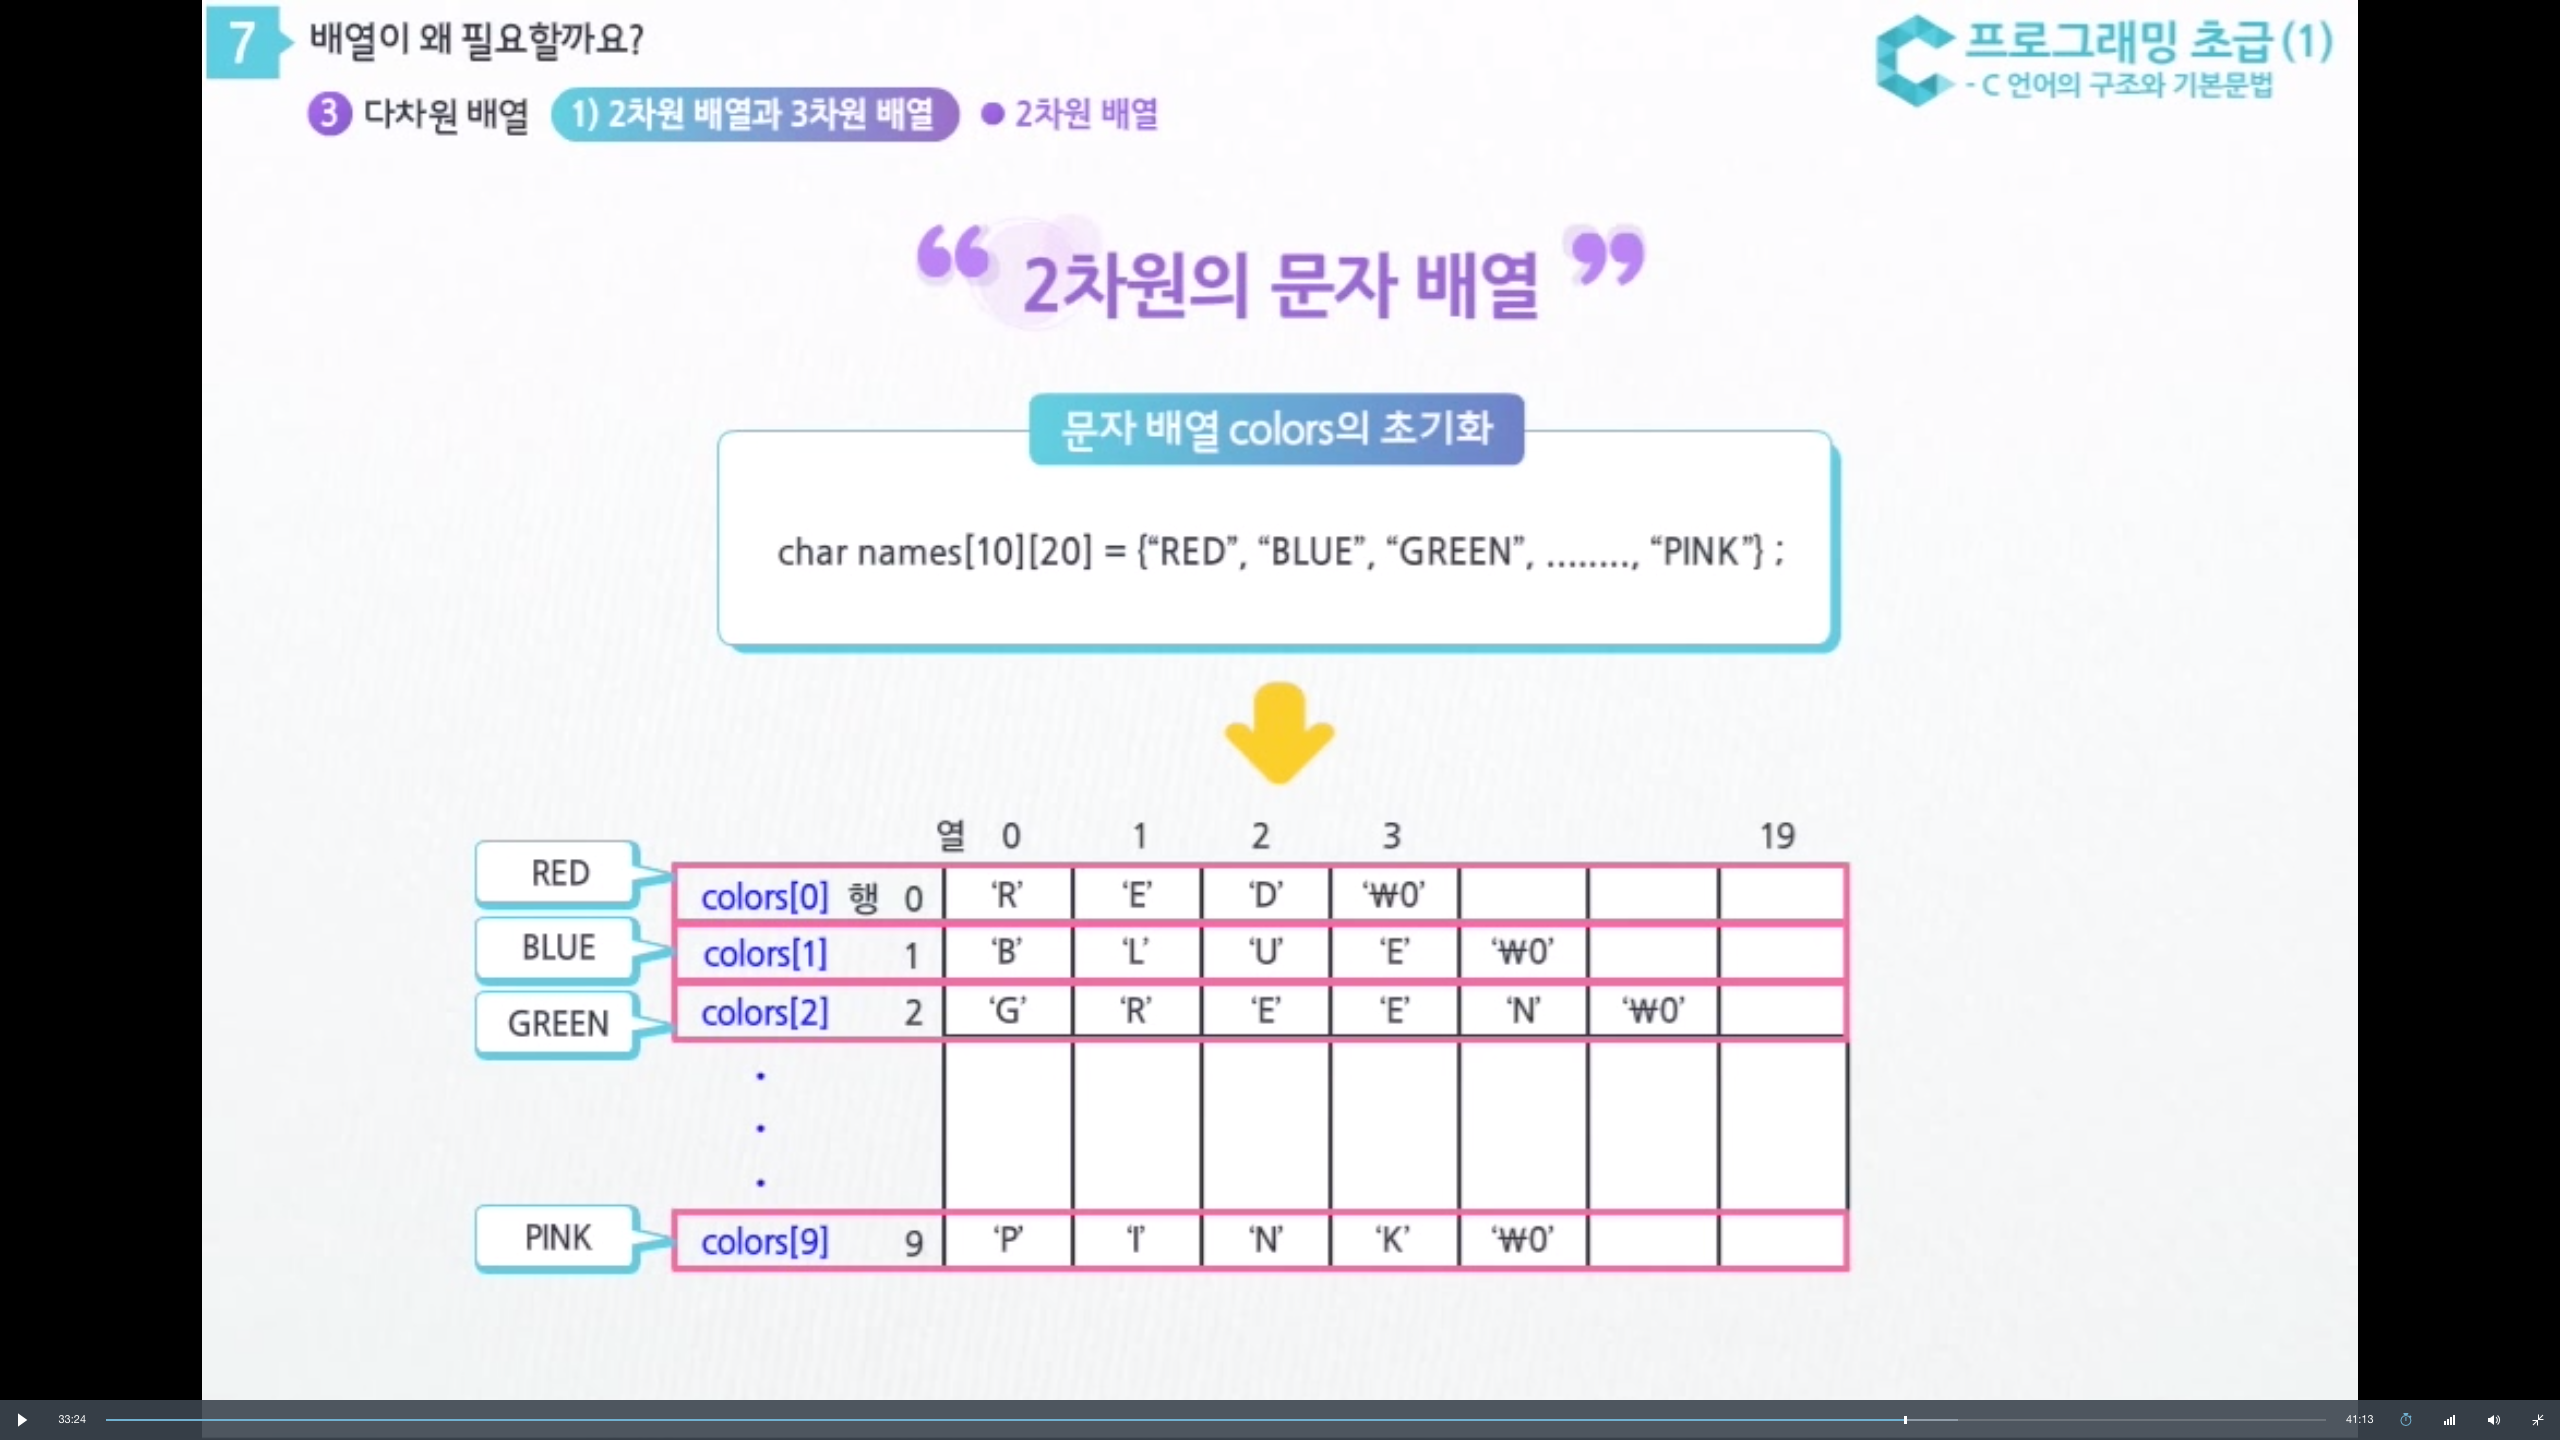 7 배열이 왜 필요할까요?
프로그래밍 초급(1)
- C 언어의 구조와 기본문법
3 다차원 배열 1) 2차원 배열과 3차원 배열 ● 2차원 배열
“ 2차원의 문자 배열 ”
문자 배열 colors의 초기화
char names[10][20] = {“RED”, “BLUE”, “GREEN”, ........, “PINK”} ;
열 0 1 2 3 19
RED colors[0] 행 0 ‘R’ ‘E’ ‘D’ ‘₩0’
BLUE colors[1] 1 ‘B’ ‘L’ ‘U’ ‘E’ ‘₩0’
GREEN colors[2] 2 ‘G’ ‘R’ ‘E’ ‘E’ ‘N’ ‘₩0’
.
.
.
PINK colors[9] 9 ‘P’ ‘I’ ‘N’ ‘K’ ‘₩0’
33:24 41:13